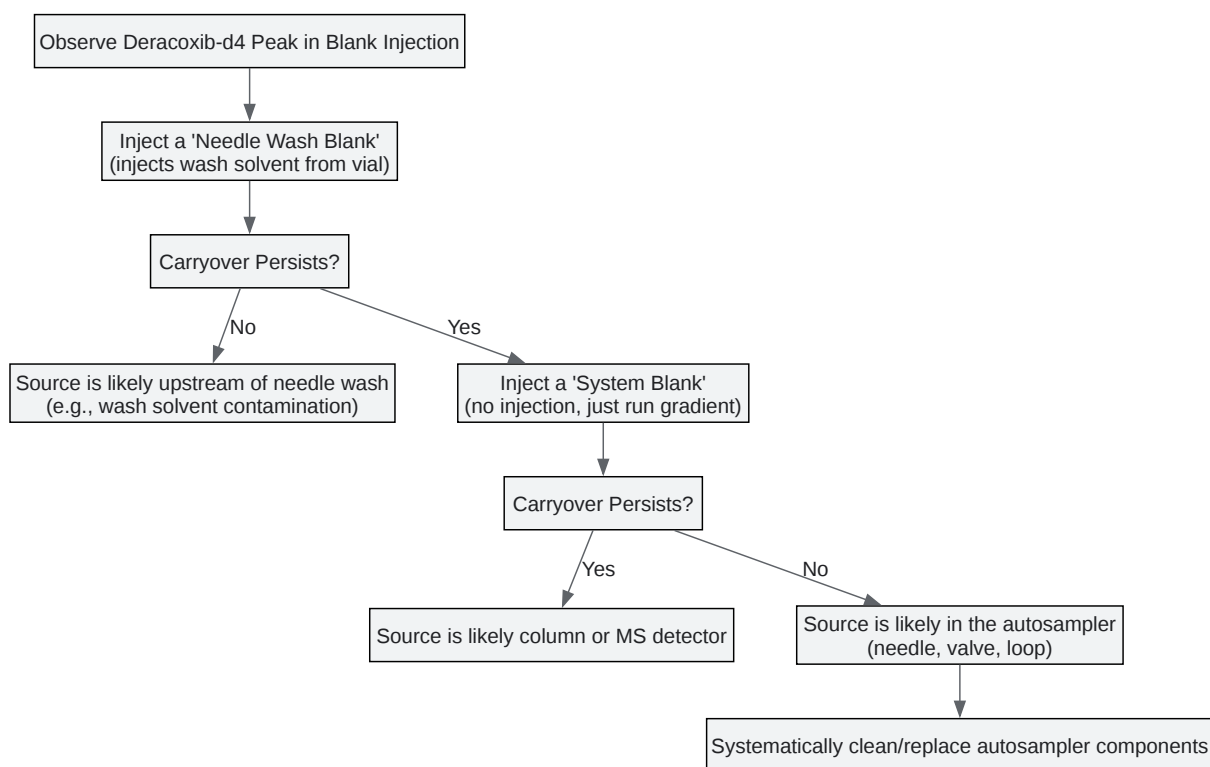 Observe Deracoxib-d4 Peak in Blank Injection
Inject a 'Needle Wash Blank'
(injects wash solvent from vial)
Carryover Persists?
No
Yes
Source is likely upstream of needle wash
(e.g., wash solvent contamination)
Inject a 'System Blank'
(no injection, just run gradient)
Carryover Persists?
Yes
No
Source is likely column or MS detector
Source is likely in the autosampler
(needle, valve, loop)
Systematically clean/replace autosampler components